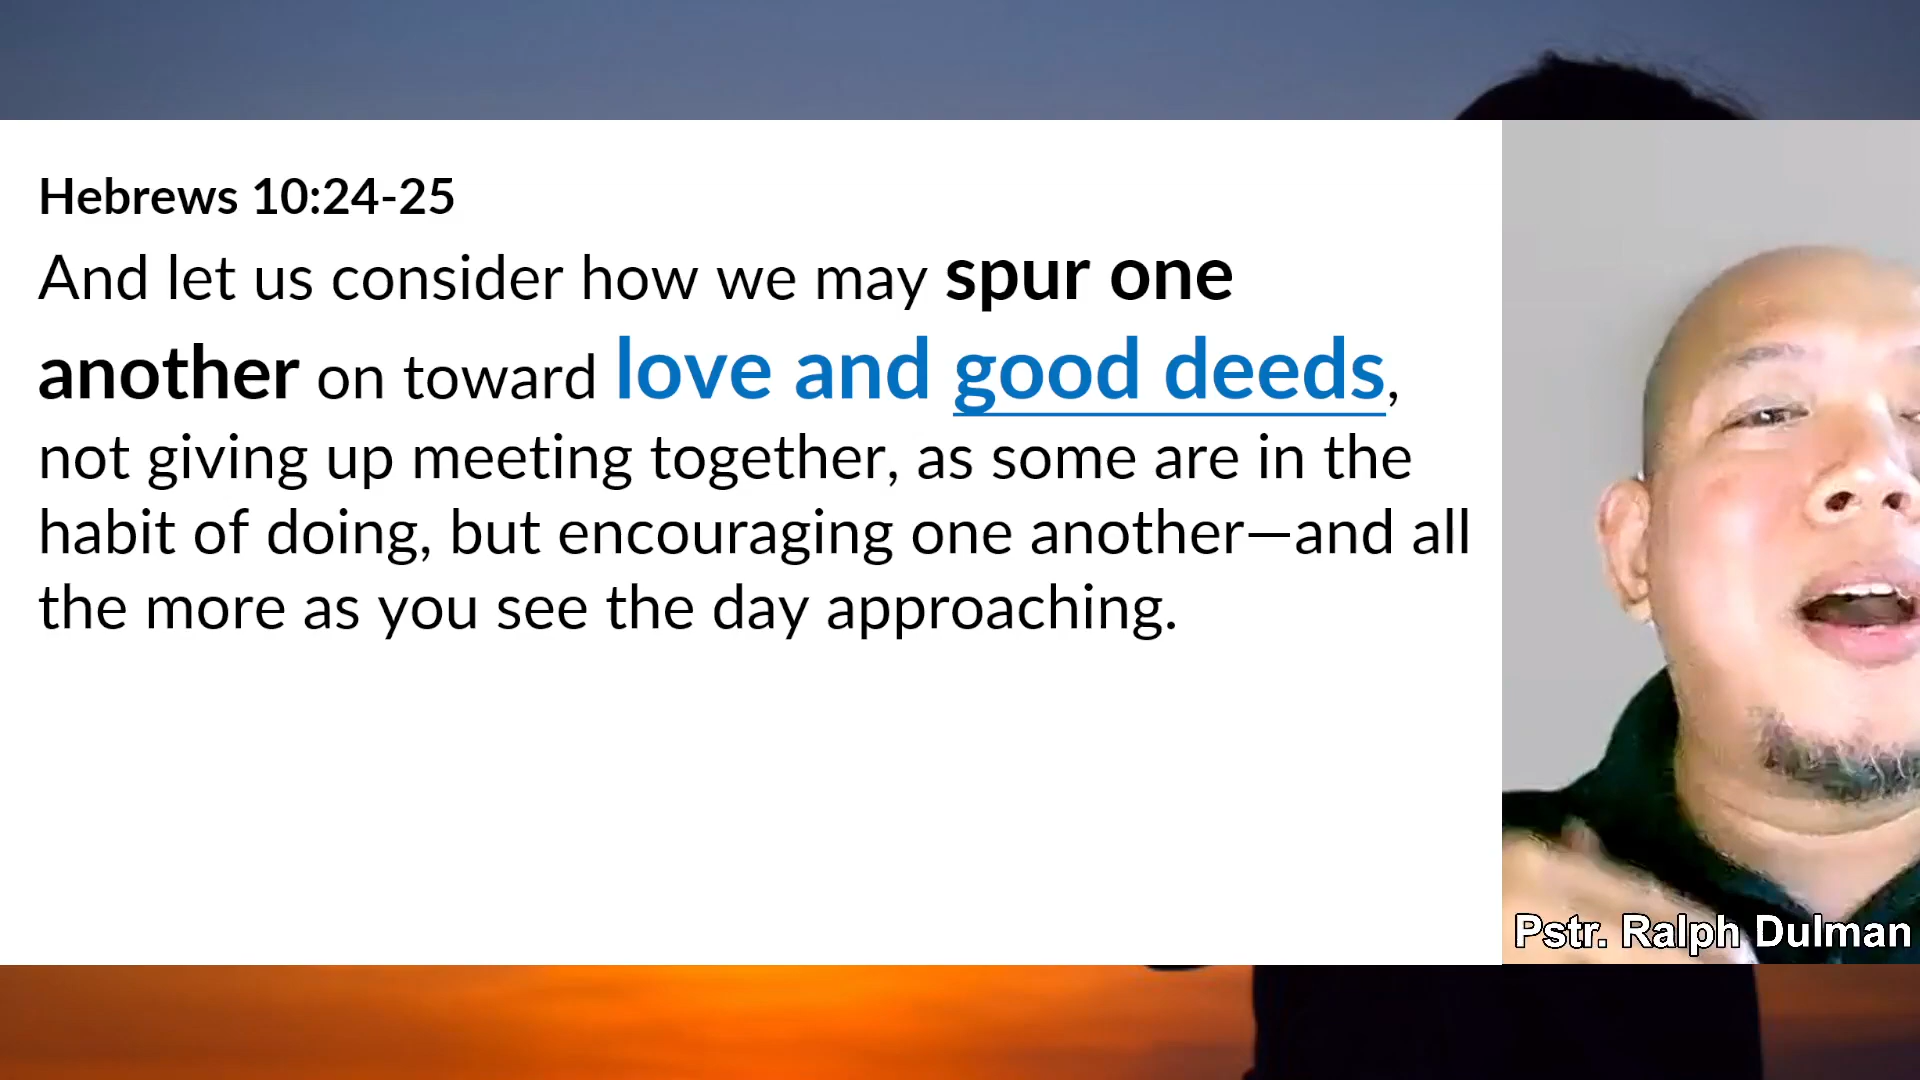 Hebrews 10:24-25
And let us consider how we may spur one
another on toward love and good deeds,
not giving up meeting together, as some are in the
habit of doing, but encouraging one another—and all
the more as you see the day approaching.
Pstr. Ralph Dulman